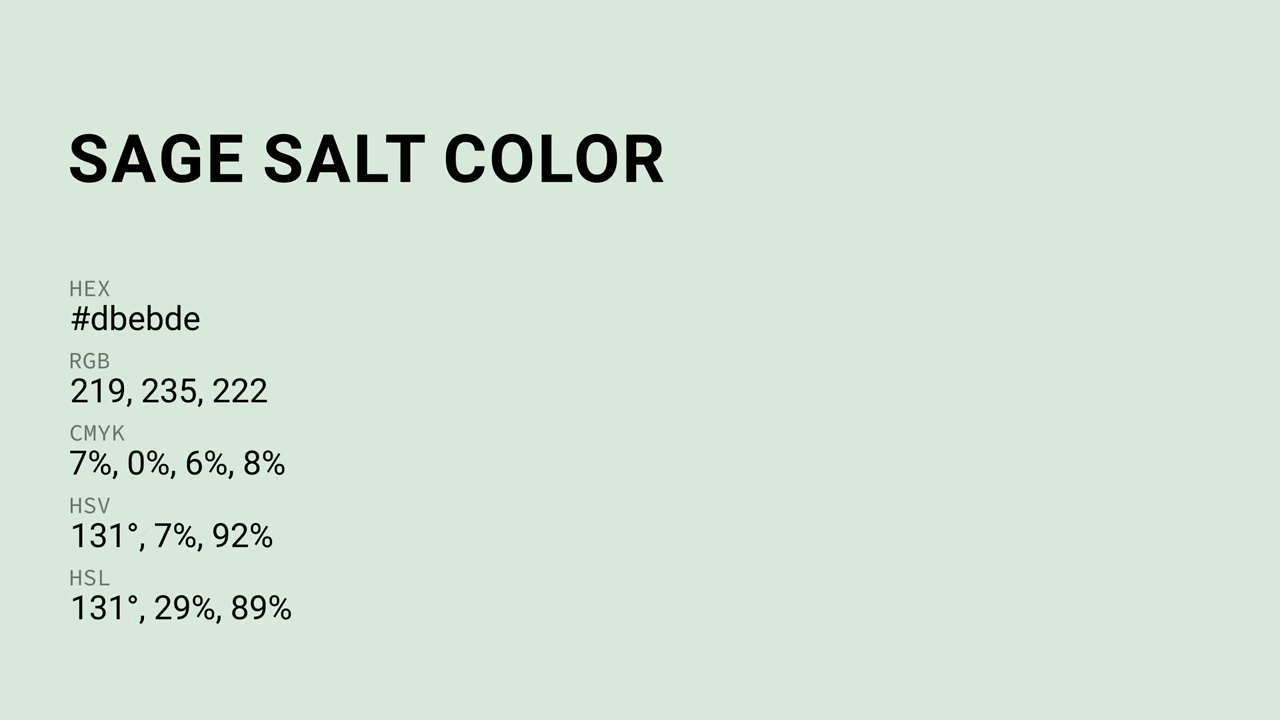 SAGE SALT COLOR
HEX
#dbebde
RGB
219, 235, 222
CMYK
7%, 0%, 6%, 8%
HSV
131°, 7%, 92%
HSL
131°, 29%, 89%